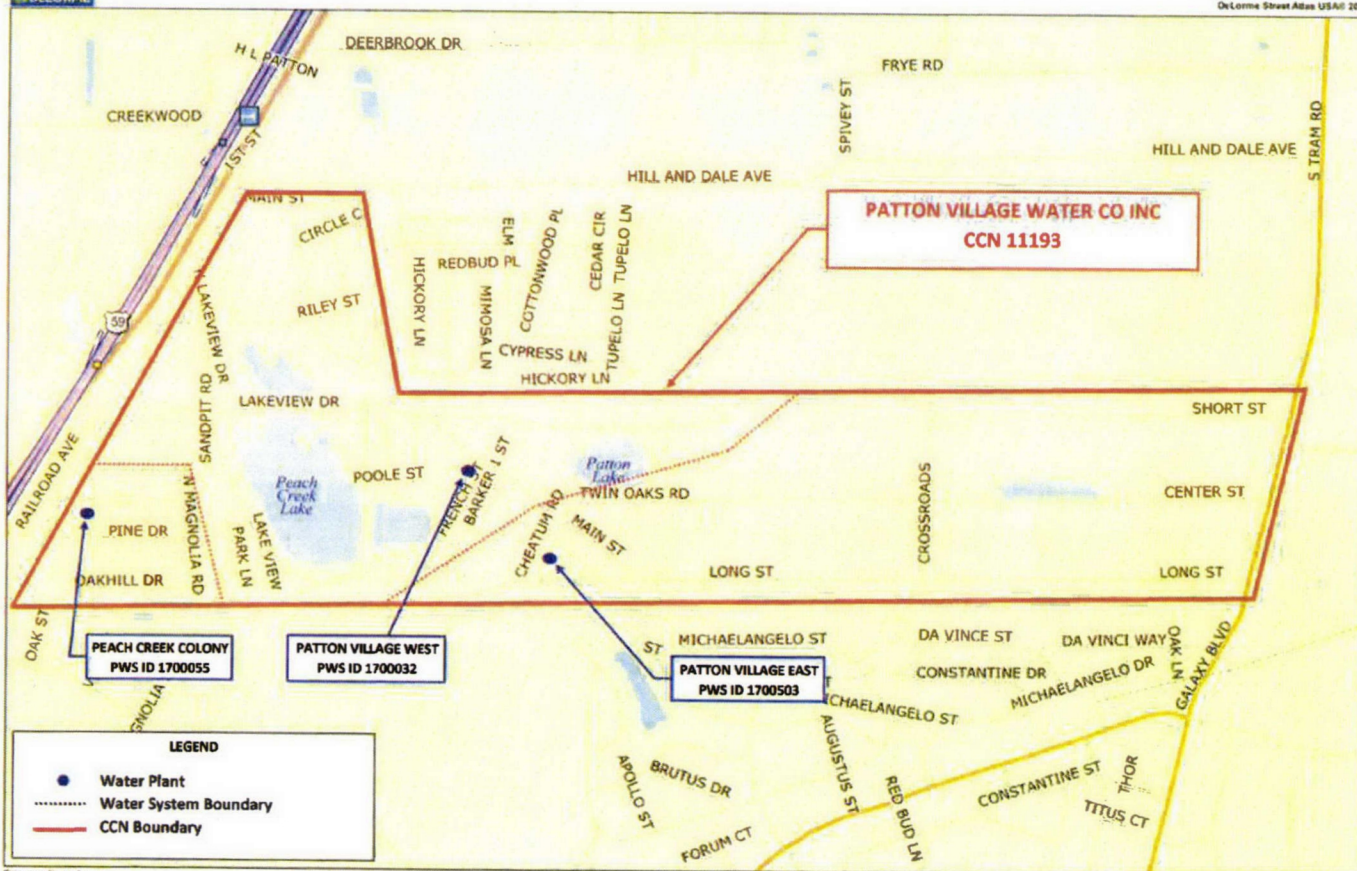 DeLorme Street Atlas USA® 20
DEERBROOK DR
H L PATTON
FRYE RD
CREEKWOOD
1ST ST
SPIVEY ST
HILL AND DALE AVE
S TRAM RD
HILL AND DALE AVE
MAIN ST
CIRCLE C
PATTON VILLAGE WATER CO INC
CCN 11193
ELM
COTTONWOOD PL
CEDAR CIR
TUPELO LN
REDBUD PL
HICKORY LN
N LAKEVIEW DR
RILEY ST
MIMOSA LN
TUPELO LN
59
CYPRESS LN
HICKORY LN
SANDPIT RD
LAKEVIEW DR
SHORT ST
RAILROAD AVE
Peach
Creek
Lake
POOLE ST
FRENCH ST
BARKER 1 ST
Patton
Lake
TWIN OAKS RD
CROSSROADS
CENTER ST
N MAGNOLIA RD
PINE DR
LAKE VIEW
PARK LN
CHEATUM RD
MAIN ST
OAKHILL DR
LONG ST
LONG ST
OAK ST
PEACH CREEK COLONY
PWS ID 1700055
PATTON VILLAGE WEST
PWS ID 1700032
PATTON VILLAGE EAST
PWS ID 1700503
ST
MICHAELANGELO ST
DA VINCE ST
DA VINCI WAY
OAK LN
GALAXY BLVD
CONSTANTINE DR
MICHAELANGELO DR
ICHAELANGELO ST
GNOLIA
AUGUSTUS ST
APOLLO ST
BRUTUS DR
RED BUD LN
CONSTANTINE ST
THOR
TITUS CT
FORUM CT
LEGEND
Water Plant
Water System Boundary
CCN Boundary